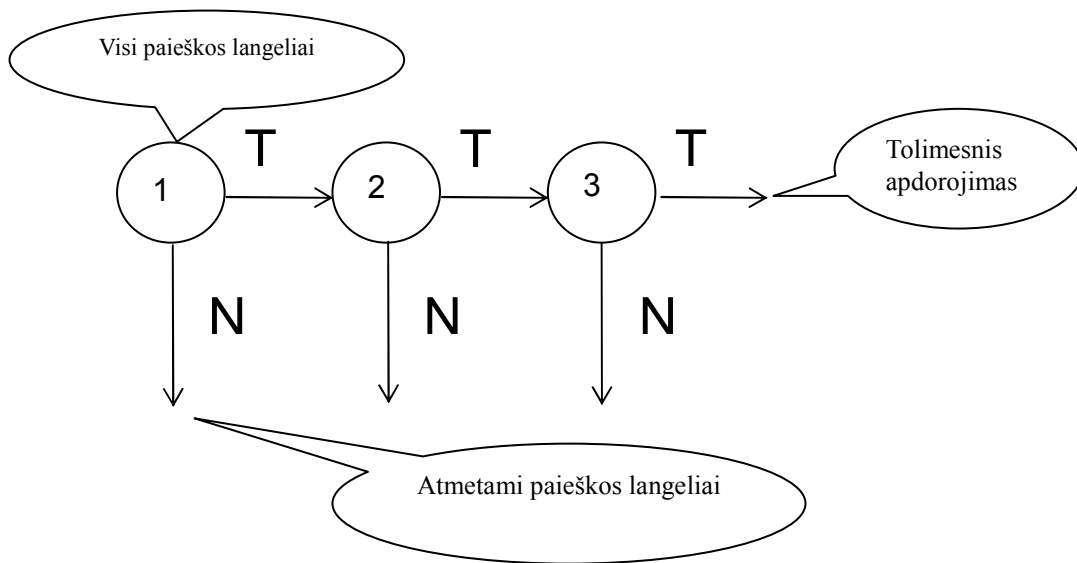 Visi paieškos langeliai
T
T
T
Tolimesnis
apdorojimas
1
2
3
N
N
N
Atmetami paieškos langeliai